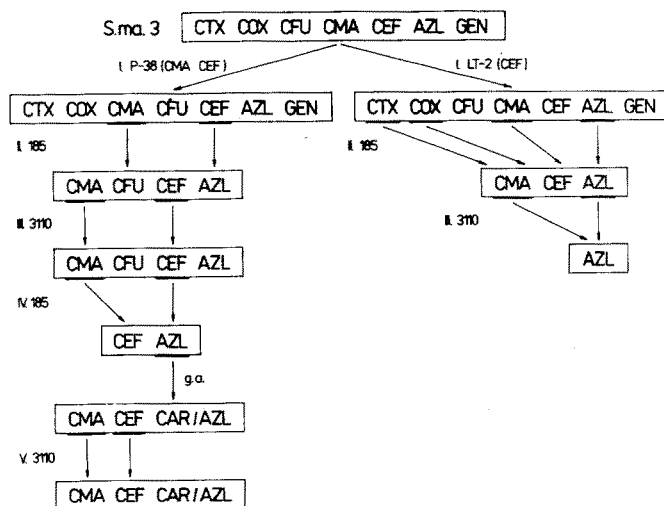 S.ma. 3 CTX COX CFU CMA CEF AZL GEN
I. P-38 (CMA CEF) I. LT-2 (CEF)
CTX COX CMA CFU CEF AZL GEN CTX COX CFU CMA CEF AZL GEN
II. 185 II. 185
CMA CFU CEF AZL CMA CEF AZL
III. 3110 III. 3110
CMA CFU CEF AZL AZL
IV. 185
CEF AZL
g.a.
CMA CEF CAR/AZL
V. 3110
CMA CEF CAR/AZL